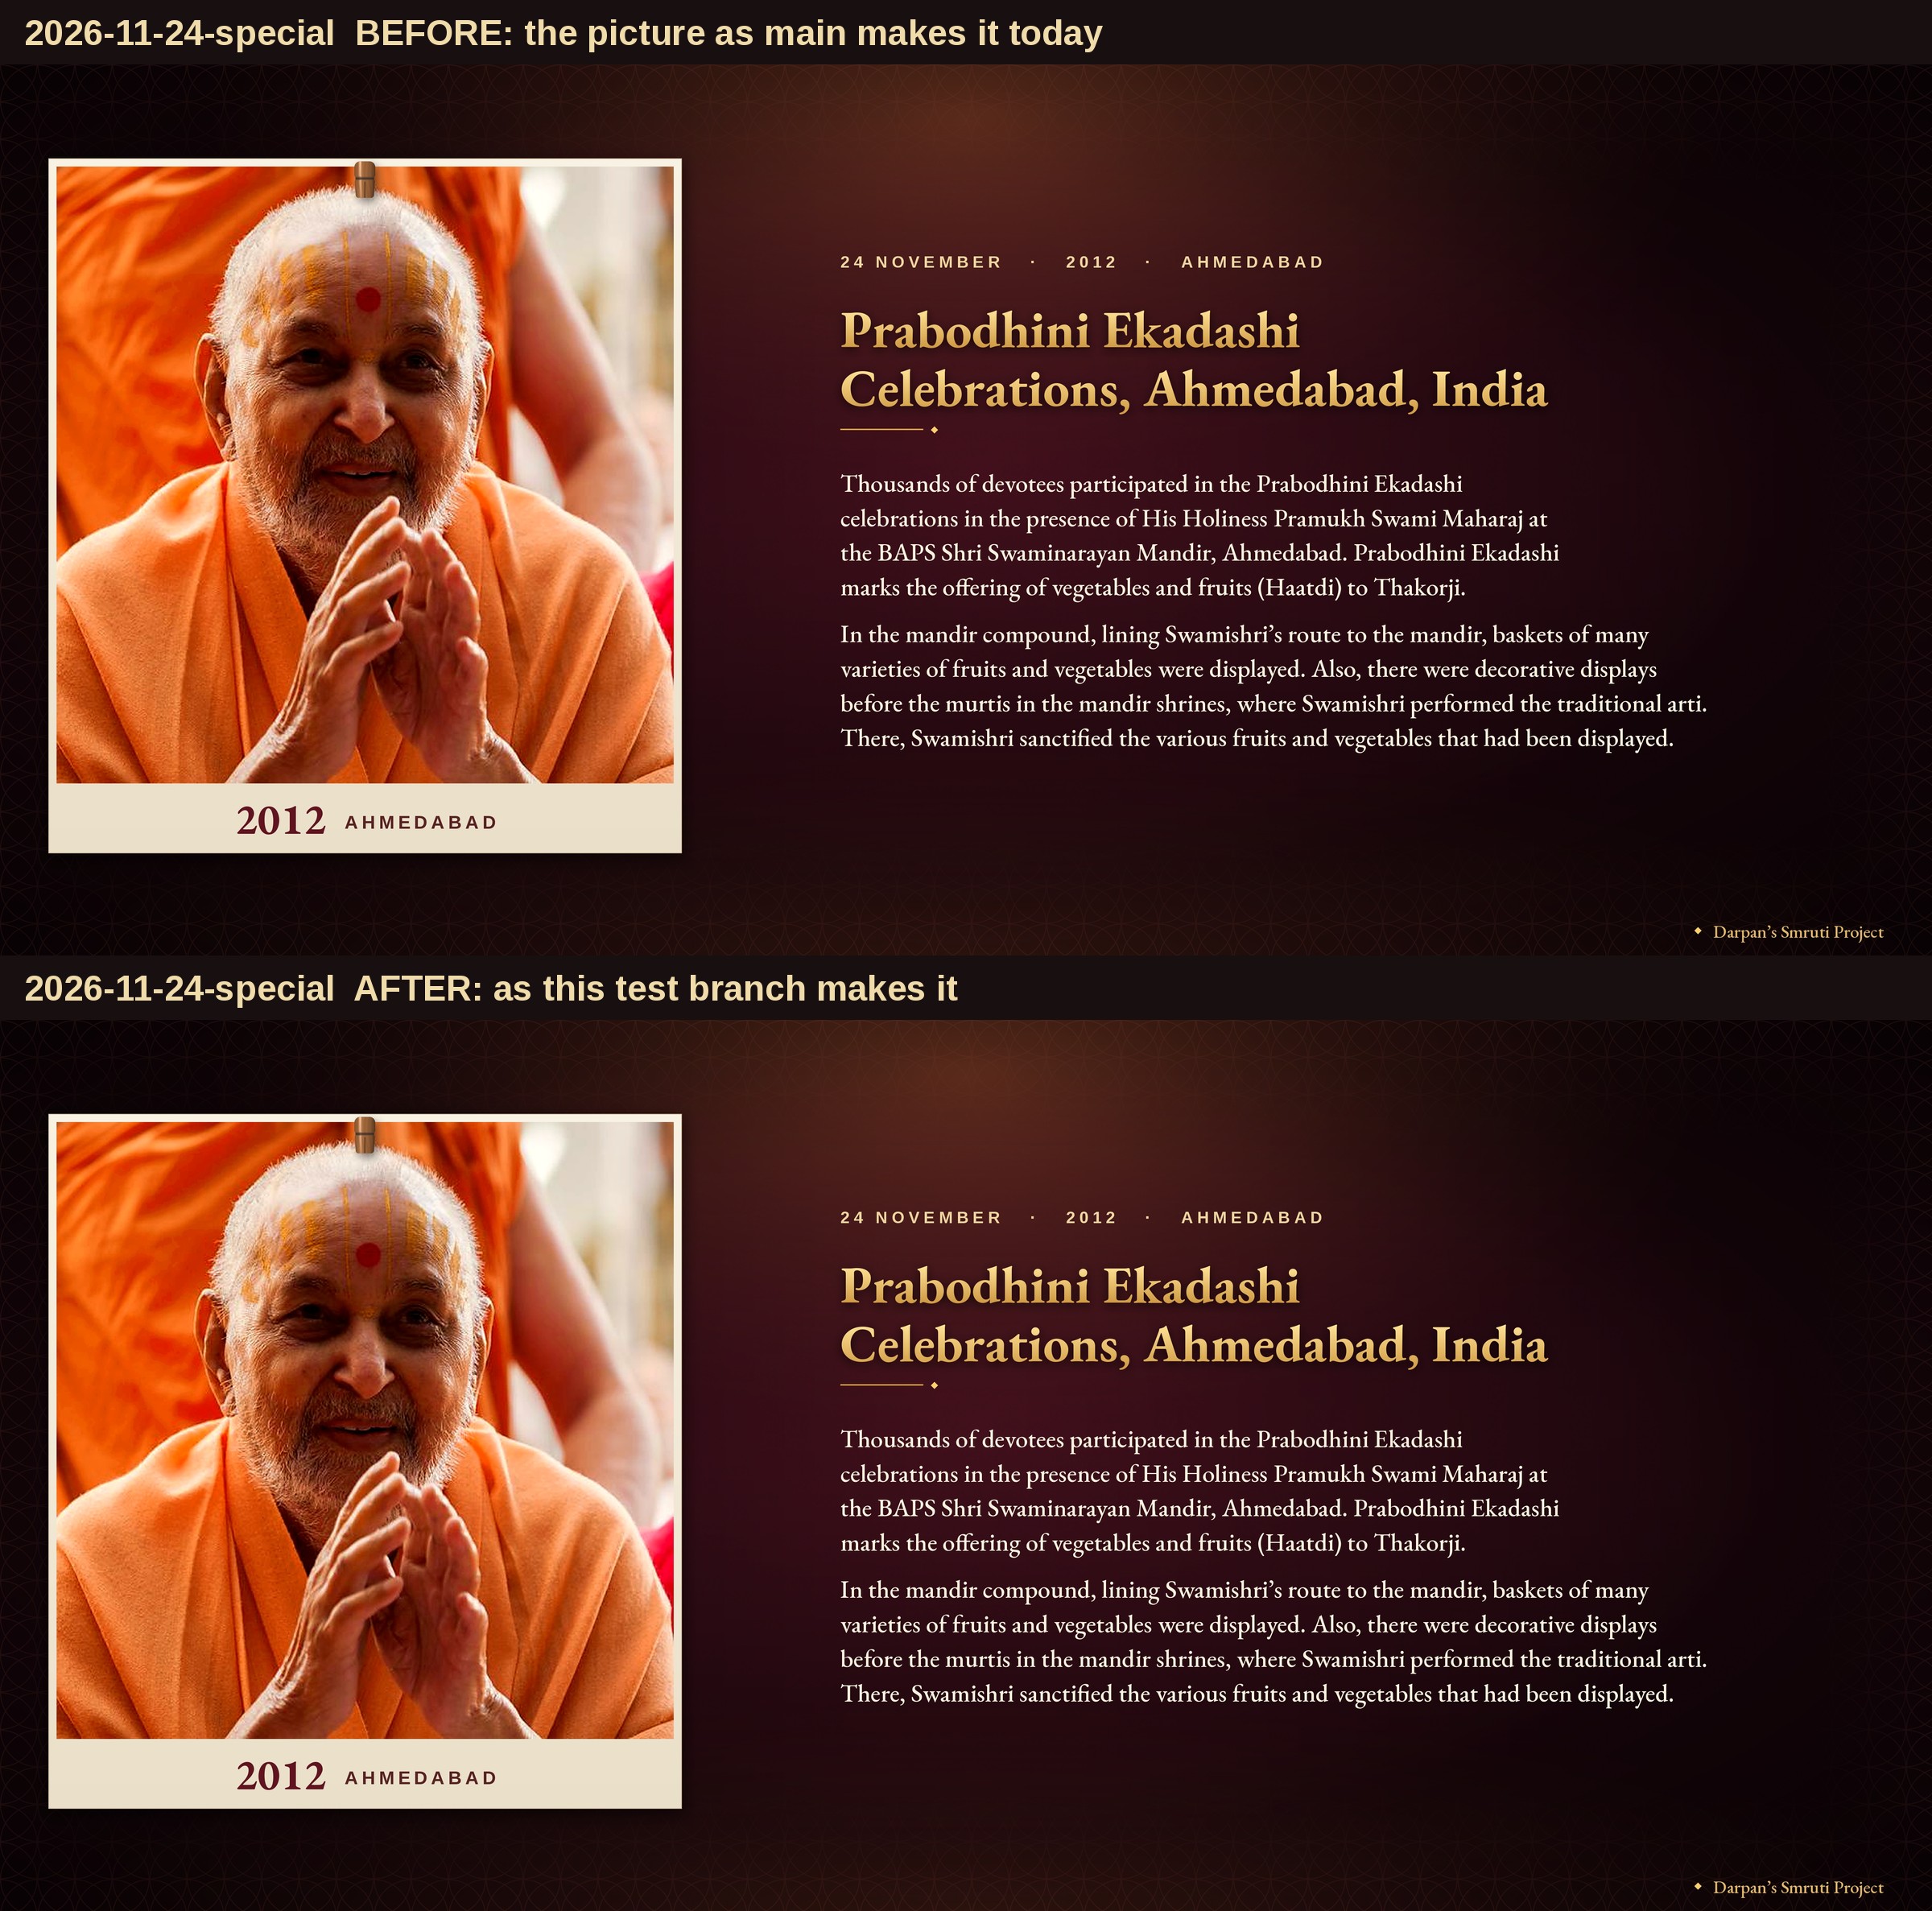 2026-11-24-special  BEFORE: the picture as main makes it today
24 NOVEMBER · 2012 · AHMEDABAD
Prabodhini Ekadashi
Celebrations, Ahmedabad, India
Thousands of devotees participated in the Prabodhini Ekadashi
celebrations in the presence of His Holiness Pramukh Swami Maharaj at
the BAPS Shri Swaminarayan Mandir, Ahmedabad. Prabodhini Ekadashi
marks the offering of vegetables and fruits (Haatdi) to Thakorji.
In the mandir compound, lining Swamishri’s route to the mandir, baskets of many
varieties of fruits and vegetables were displayed. Also, there were decorative displays
before the murtis in the mandir shrines, where Swamishri performed the traditional arti.
There, Swamishri sanctified the various fruits and vegetables that had been displayed.
2012 AHMEDABAD
Darpan’s Smruti Project
2026-11-24-special  AFTER: as this test branch makes it
24 NOVEMBER · 2012 · AHMEDABAD
Prabodhini Ekadashi
Celebrations, Ahmedabad, India
Thousands of devotees participated in the Prabodhini Ekadashi
celebrations in the presence of His Holiness Pramukh Swami Maharaj at
the BAPS Shri Swaminarayan Mandir, Ahmedabad. Prabodhini Ekadashi
marks the offering of vegetables and fruits (Haatdi) to Thakorji.
In the mandir compound, lining Swamishri’s route to the mandir, baskets of many
varieties of fruits and vegetables were displayed. Also, there were decorative displays
before the murtis in the mandir shrines, where Swamishri performed the traditional arti.
There, Swamishri sanctified the various fruits and vegetables that had been displayed.
2012 AHMEDABAD
Darpan’s Smruti Project